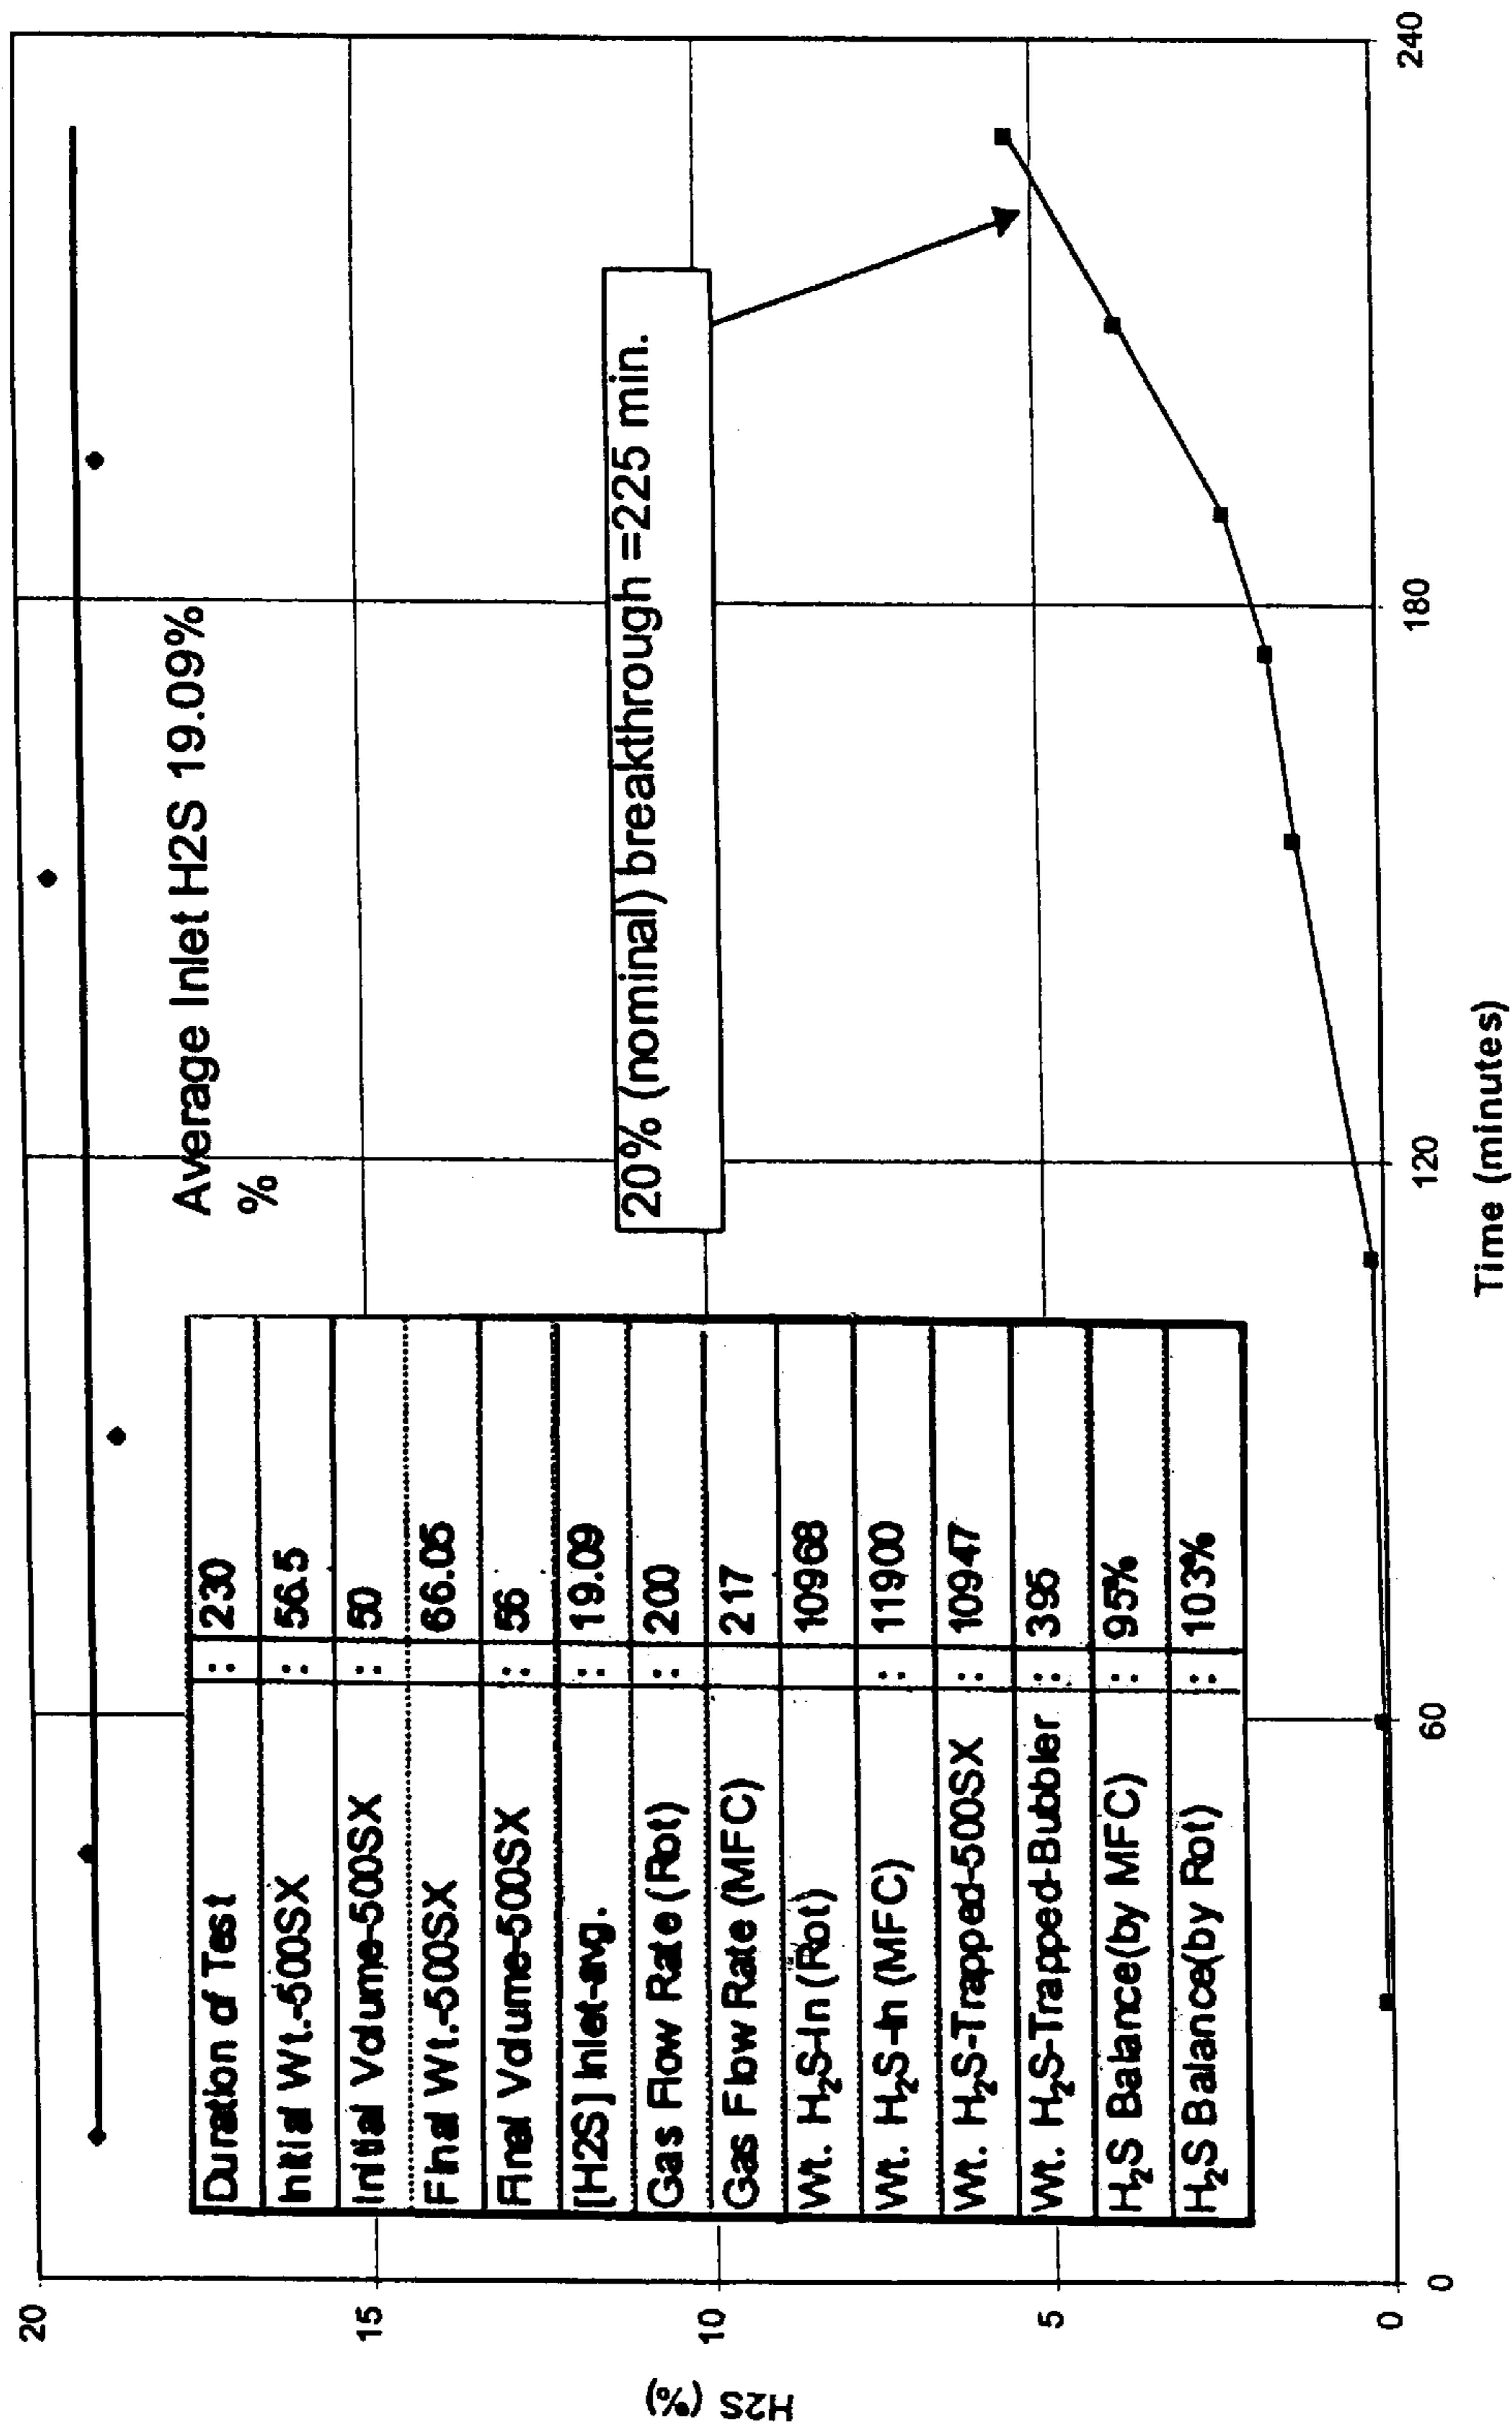 20
15
10
5
0
H2S (%)
Average Inlet H2S 19.09%
%
20% (nominal) breakthrough =225 min.
Duration of Test : 230
Initial Wt.-500SX : 56.5
Initial Volume-500SX : 50
Final Wt.-500SX 66.05
Final Volume-500SX : 56
[H2S] Inlet-avg. : 19.09
Gas Flow Rate (Rot) : 200
Gas Flow Rate (MFC) 217
Wt. H₂S-In (Rot) 10968
Wt. H₂S-In (MFC) : 11900
Wt. H₂S-Trapped-500SX : 10947
Wt. H₂S-Trapped-Bubbler : 395
H₂S Balance(by MFC) : 95%
H₂S Balance(by Rot) : 103%
0 60 120 180 240
Time (minutes)